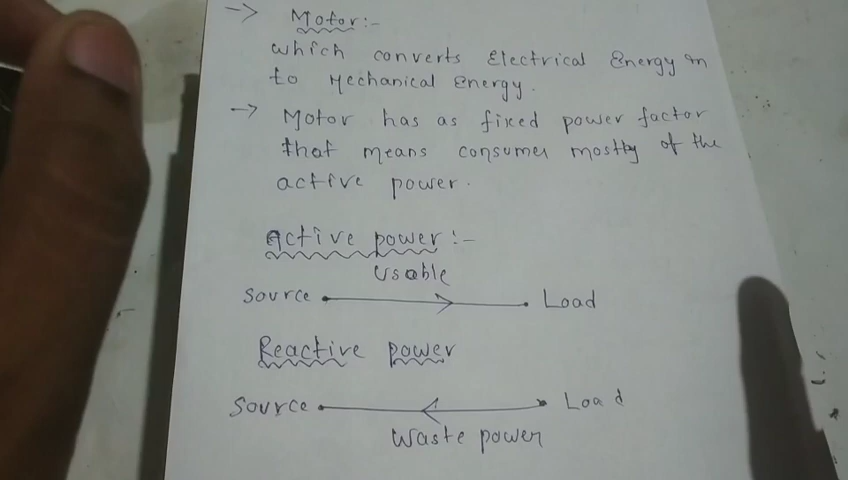 → Motor:-
which converts Electrical Energy in
to Mechanical Energy.
→ Motor has as fixed power factor
that means consumer mostly of the
active power.
Active power:-
Usable
Source Load
Reactive power
Source Load
Waste power